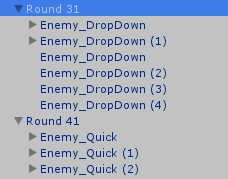 Round 31
Enemy_DropDown
Enemy_DropDown (1)
Enemy_DropDown
Enemy_DropDown (2)
Enemy_DropDown (3)
Enemy_DropDown (4)
Round 41
Enemy_Quick
Enemy_Quick (1)
Enemy_Quick (2)